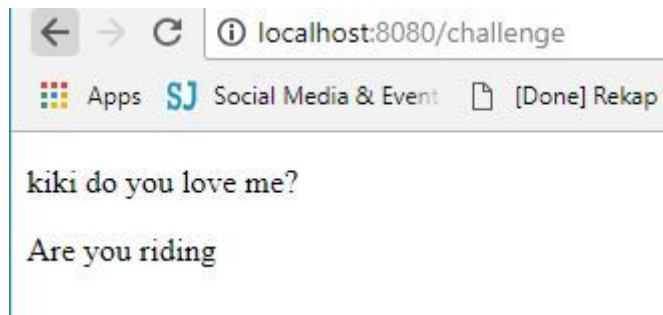 localhost:8080/challenge
Apps SJ Social Media & Event [Done] Rekap
kiki do you love me?
Are you riding